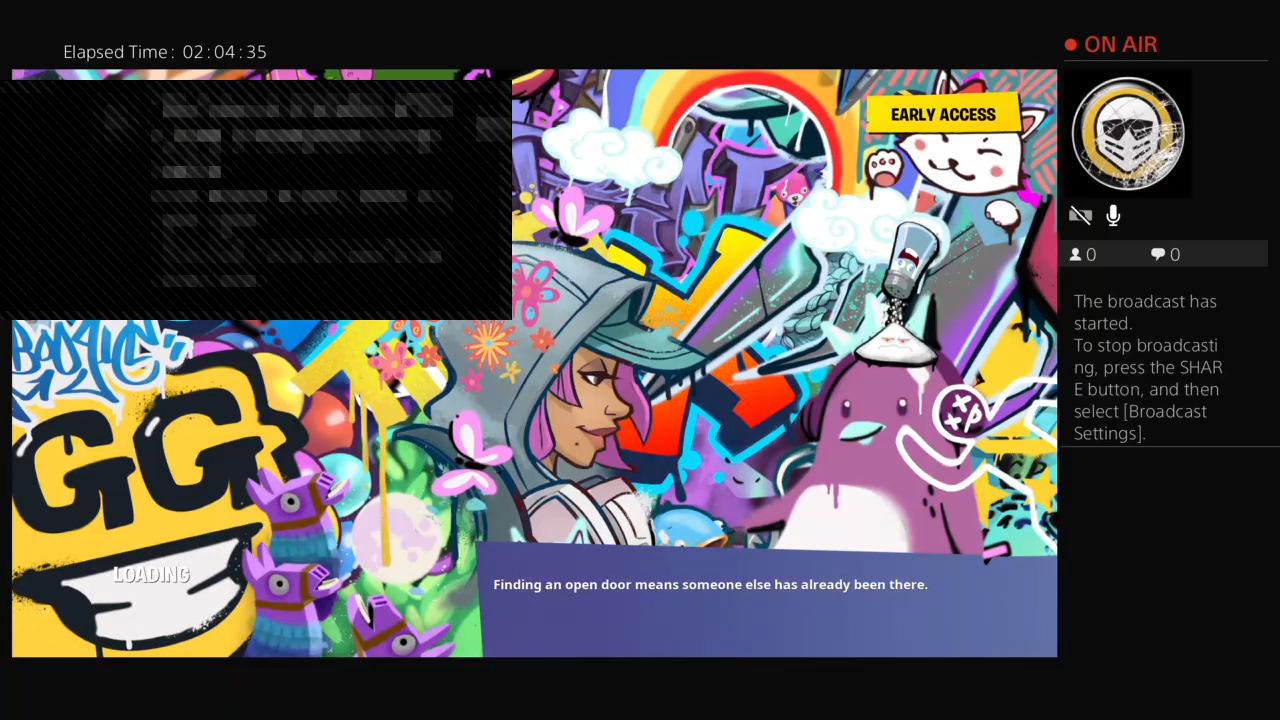 Elapsed Time: 02:04:35
ON AIR
EARLY ACCESS
0
0
The broadcast has
started.
To stop broadcasti
ng, press the SHAR
E button, and then
select [Broadcast
Settings].
GG
LOADING
Finding an open door means someone else has already been there.